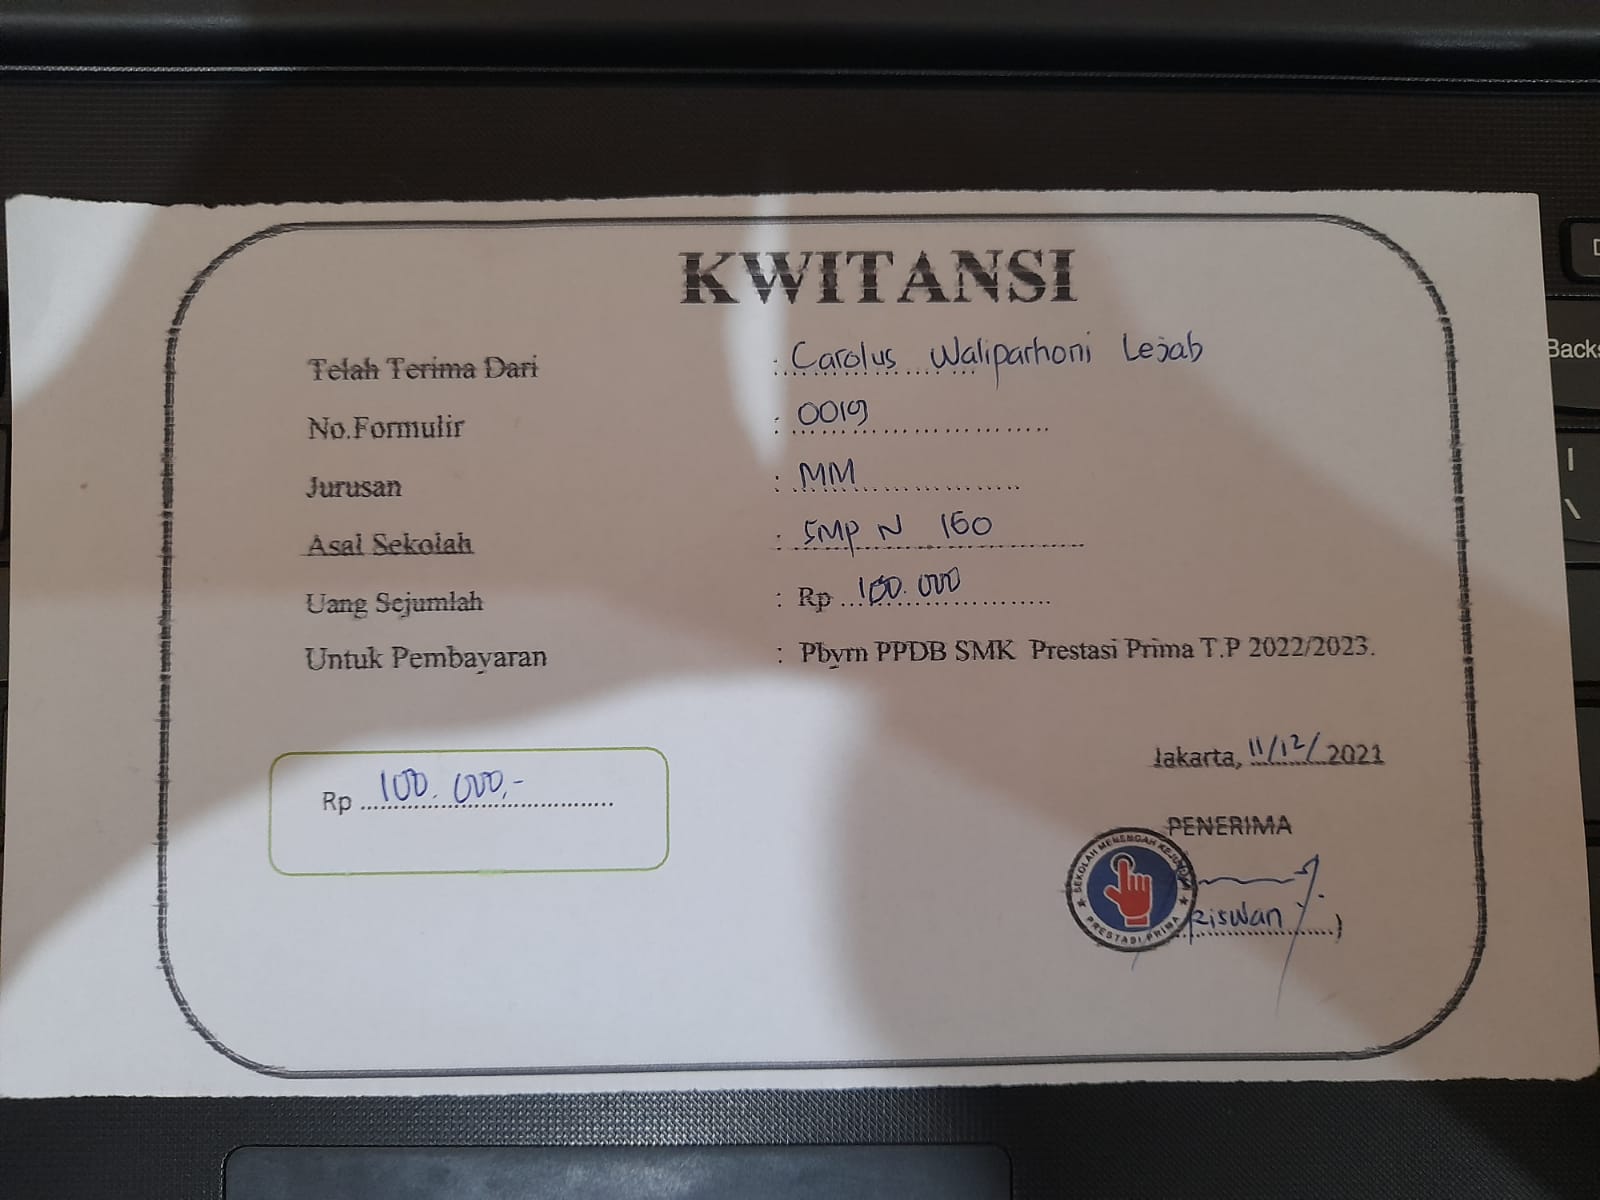 KWITANSI
Telah Terima Dari : Carolus Waliparhoni Lejab
No.Formulir : 0019
Jurusan : MM
Asal Sekolah : SMP N 160
Uang Sejumlah : Rp 100.000
Untuk Pembayaran : Pbyrn PPDB SMK Prestasi Prima T.P 2022/2023.
Rp 100.000,-
Jakarta, 11/12/2021
PENERIMA
SEKOLAH MENENGAH
PRESTASI PRIMA
Riswan )
Backs